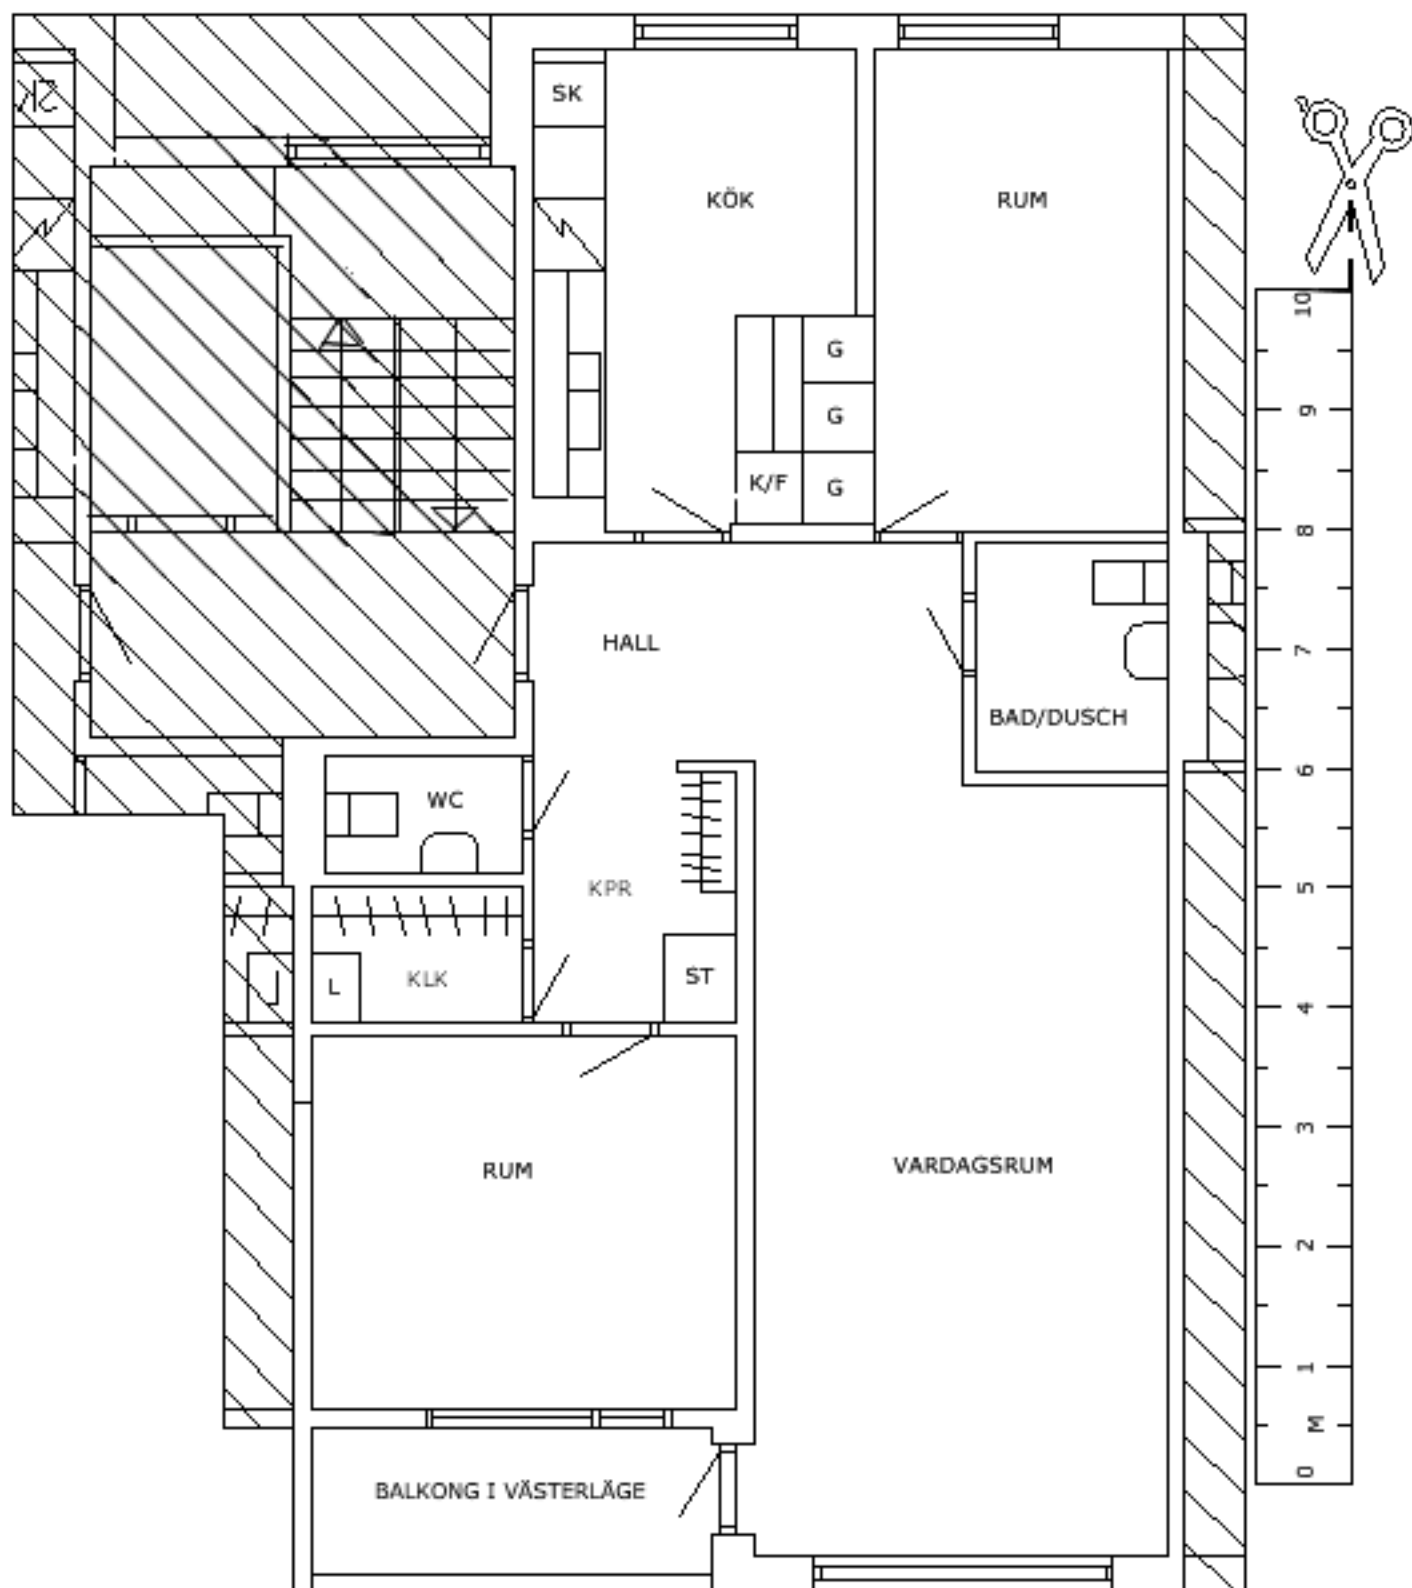 SK
KÖK
RUM
G
G
K/F
G
HALL
BAD/DUSCH
WC
KPR
ST
KLK
L
RUM
VARDAGSRUM
BALKONG I VÄSTERLÄGE
10
9
8
7
6
5
4
3
2
1
M
0